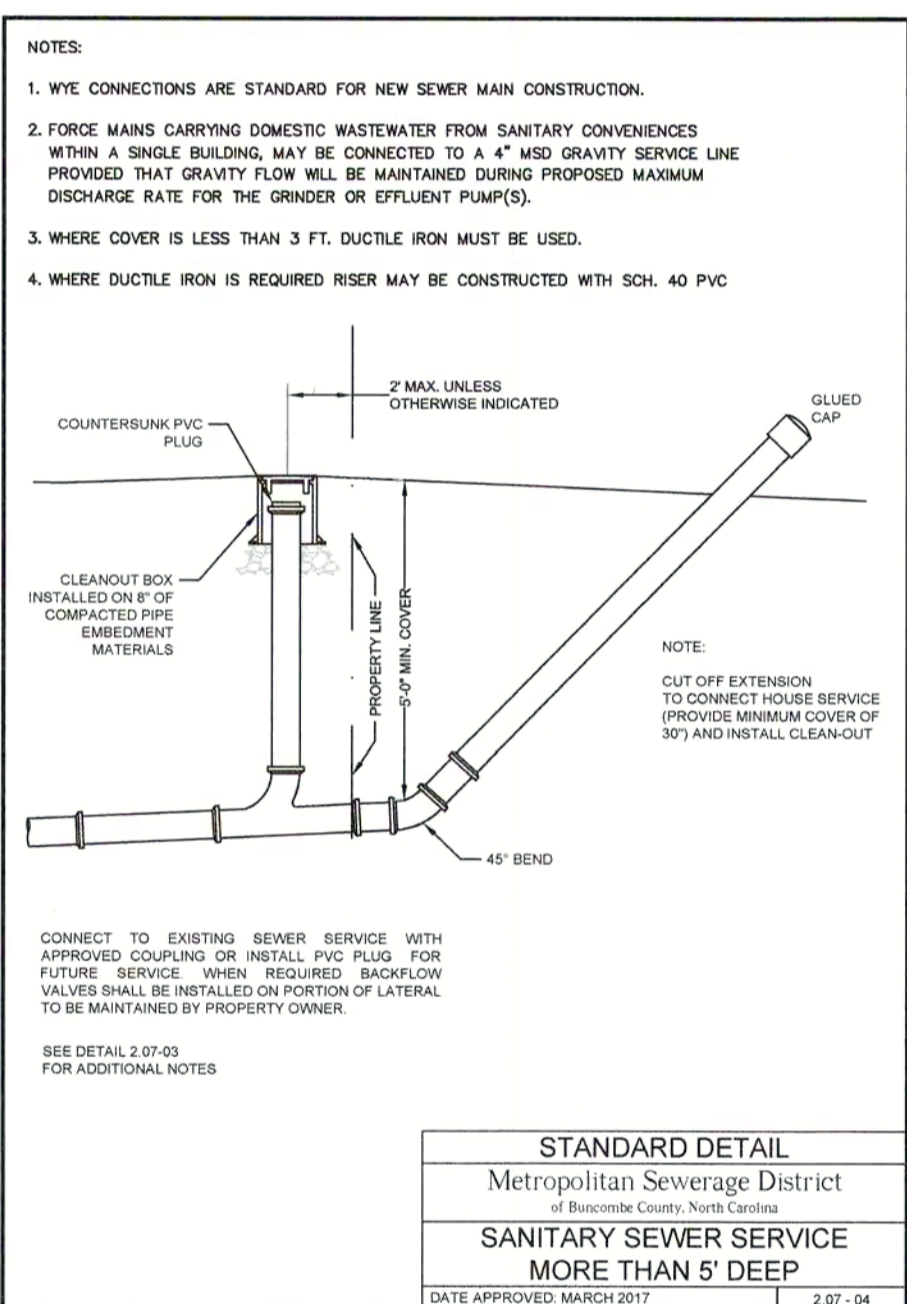 NOTES:
1. WYE CONNECTIONS ARE STANDARD FOR NEW SEWER MAIN CONSTRUCTION.
2. FORCE MAINS CARRYING DOMESTIC WASTEWATER FROM SANITARY CONVENIENCES
WITHIN A SINGLE BUILDING, MAY BE CONNECTED TO A 4" MSD GRAVITY SERVICE LINE
PROVIDED THAT GRAVITY FLOW WILL BE MAINTAINED DURING PROPOSED MAXIMUM
DISCHARGE RATE FOR THE GRINDER OR EFFLUENT PUMP(S).
3. WHERE COVER IS LESS THAN 3 FT. DUCTILE IRON MUST BE USED.
4. WHERE DUCTILE IRON IS REQUIRED RISER MAY BE CONSTRUCTED WITH SCH. 40 PVC
2' MAX. UNLESS
OTHERWISE INDICATED
GLUED
CAP
COUNTERSUNK PVC
PLUG
CLEANOUT BOX
INSTALLED ON 8" OF
COMPACTED PIPE
EMBEDMENT
MATERIALS
PROPERTY LINE
5'-0" MIN. COVER
NOTE:
CUT OFF EXTENSION
TO CONNECT HOUSE SERVICE
(PROVIDE MINIMUM COVER OF
30") AND INSTALL CLEAN-OUT
45° BEND
CONNECT TO EXISTING SEWER SERVICE WITH
APPROVED COUPLING OR INSTALL PVC PLUG FOR
FUTURE SERVICE. WHEN REQUIRED BACKFLOW
VALVES SHALL BE INSTALLED ON PORTION OF LATERAL
TO BE MAINTAINED BY PROPERTY OWNER.
SEE DETAIL 2.07-03
FOR ADDITIONAL NOTES
STANDARD DETAIL
Metropolitan Sewerage District
of Buncombe County, North Carolina
SANITARY SEWER SERVICE
MORE THAN 5' DEEP
DATE APPROVED: MARCH 2017
2.07 - 04